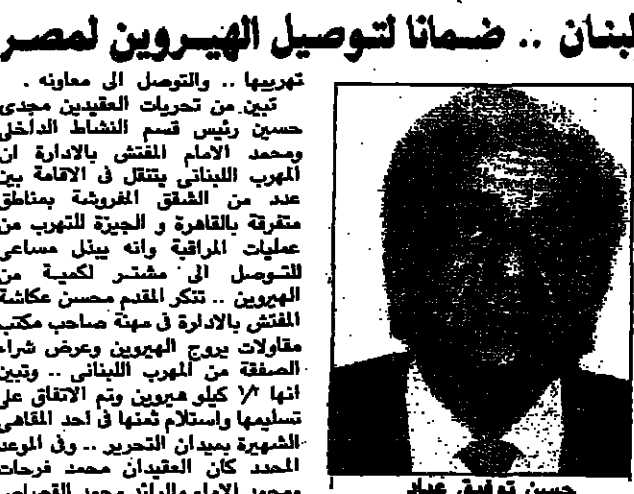 لبنان .. ضمانا لتوصيل الهيروين لمصر
تهريبها .. والتوصل الى معاونه .
تبين من تحريات العقيدين مجدى
حسين رئيس قسم النشاط الداخلى
ومحمد الامام المفتش بالادارة ان
المهرب اللبنانى يتنقل فى الاقامة بين
عدد من الشقق المفروشة بمناطق
متفرقة بالقاهرة و الجيزة للتهرب من
عمليات المراقبة وانه يبذل مساعى
للتوصل الى مشتر لكمية من
الهيروين .. تنكر المقدم محسن عكاشة
المفتش بالادارة فى مهنة صاحب مكتب
مقاولات يروج الهيروين وعرض شراء
الصفقة من المهرب اللبنانى .. وتبين
انها كيلو هيروين وتم الاتفاق على
تسليمها واستلام ثمنها فى احد المقاهى
الشهيرة بميدان التحرير .. وفى الموعد
المحدد كان العقيدان محمد فرحات
ومحمد الامام والرائد محمد
حسن توفيق عياد